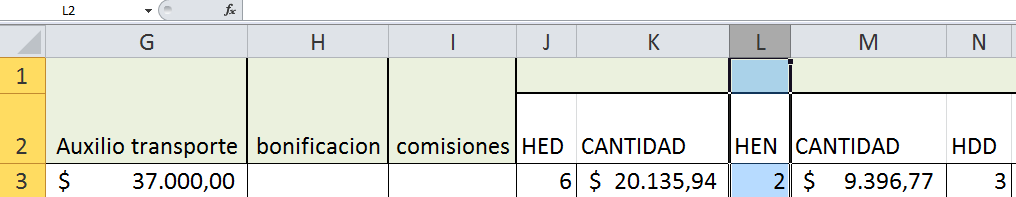 L2 fx
G H I J K L M N
1
2 Auxilio transporte bonificacion comisiones HED CANTIDAD HEN CANTIDAD HDD
3 $ 37.000,00 6 $ 20.135,94 2 $ 9.396,77 3